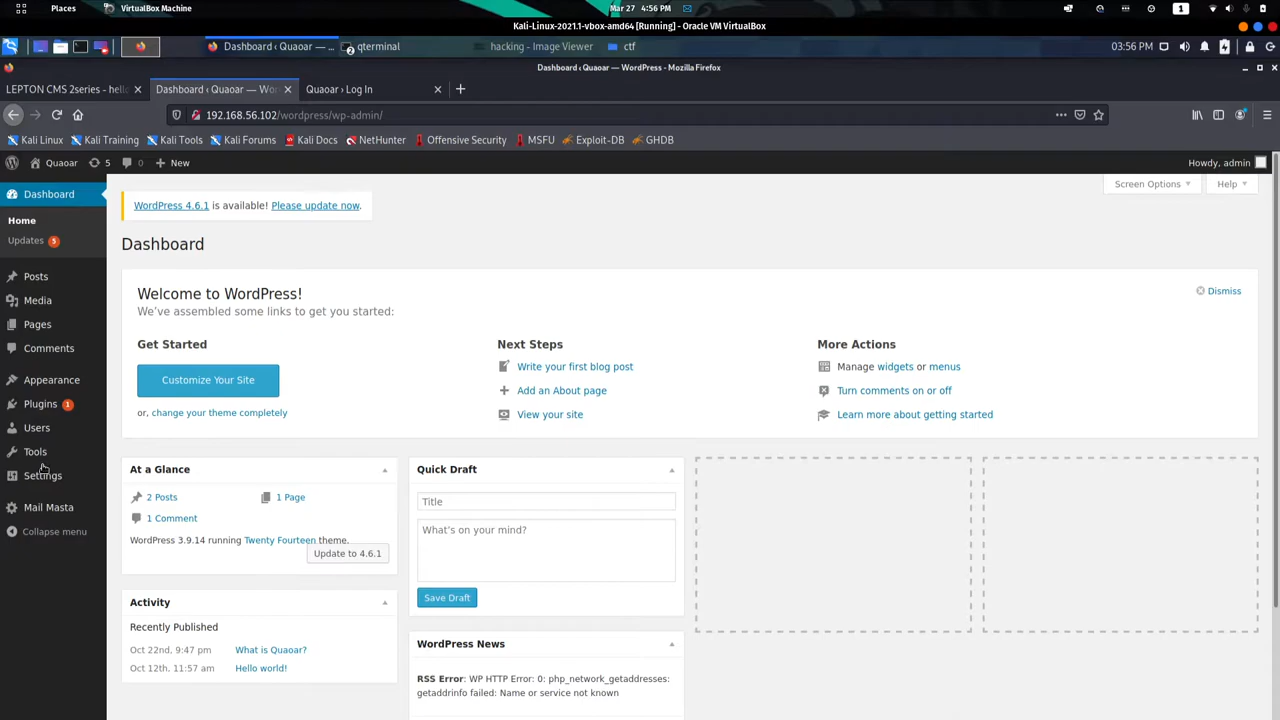 Places VirtualBox Machine Mar 27 4:56 PM
Kali-Linux-2021.1-vbox-amd64 [Running] - Oracle VM VirtualBox
Dashboard ‹ Quaoar — ... qterminal hacking - Image Viewer ctf 03:56 PM
Dashboard ‹ Quaoar — WordPress - Mozilla Firefox
LEPTON CMS 2series - hello Dashboard ‹ Quaoar — Wor Quaoar › Log In
192.168.56.102/wordpress/wp-admin/
Kali Linux Kali Training Kali Tools Kali Forums Kali Docs NetHunter Offensive Security MSFU Exploit-DB GHDB
Quaoar 5 0 New Howdy, admin
Dashboard
Home
Updates 5
Posts
Media
Pages
Comments
Appearance
Plugins 1
Users
Tools
Settings
Mail Masta
Collapse menu
Screen Options Help
WordPress 4.6.1 is available! Please update now.
Dashboard
Welcome to WordPress!
We've assembled some links to get you started:
Dismiss
Get Started
Customize Your Site
or, change your theme completely
Next Steps
Write your first blog post
Add an About page
View your site
More Actions
Manage widgets or menus
Turn comments on or off
Learn more about getting started
At a Glance
2 Posts 1 Page
1 Comment
WordPress 3.9.14 running Twenty Fourteen theme.
Update to 4.6.1
Activity
Recently Published
Oct 22nd, 9:47 pm What is Quaoar?
Oct 12th, 11:57 am Hello world!
Quick Draft
Title
What's on your mind?
Save Draft
WordPress News
RSS Error: WP HTTP Error: 0: php_network_getaddresses:
getaddrinfo failed: Name or service not known